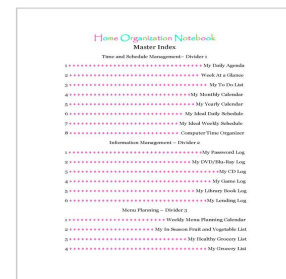 Home Organization Notebook
Master Index
Time and Schedule Management~ Divider 1
1 My Daily Agenda
2 Week At a Glance
3 My To Do List
4 My Monthly Calendar
5 My Yearly Calendar
6 My Ideal Daily Schedule
7 My Ideal Weekly Schedule
8 Computer Time Organizer
Information Management ~ Divider 2
1 My Password Log
2 My DVD/Blu-Ray Log
3 My CD Log
4 My Game Log
5 My Library Book Log
6 My Lending Log
Menu Planning ~ Divider 3
1 Weekly Menu Planning Calendar
2 My In Season Fruit and Vegetable List
3 My Healthy Grocery List
4 My Grocery List